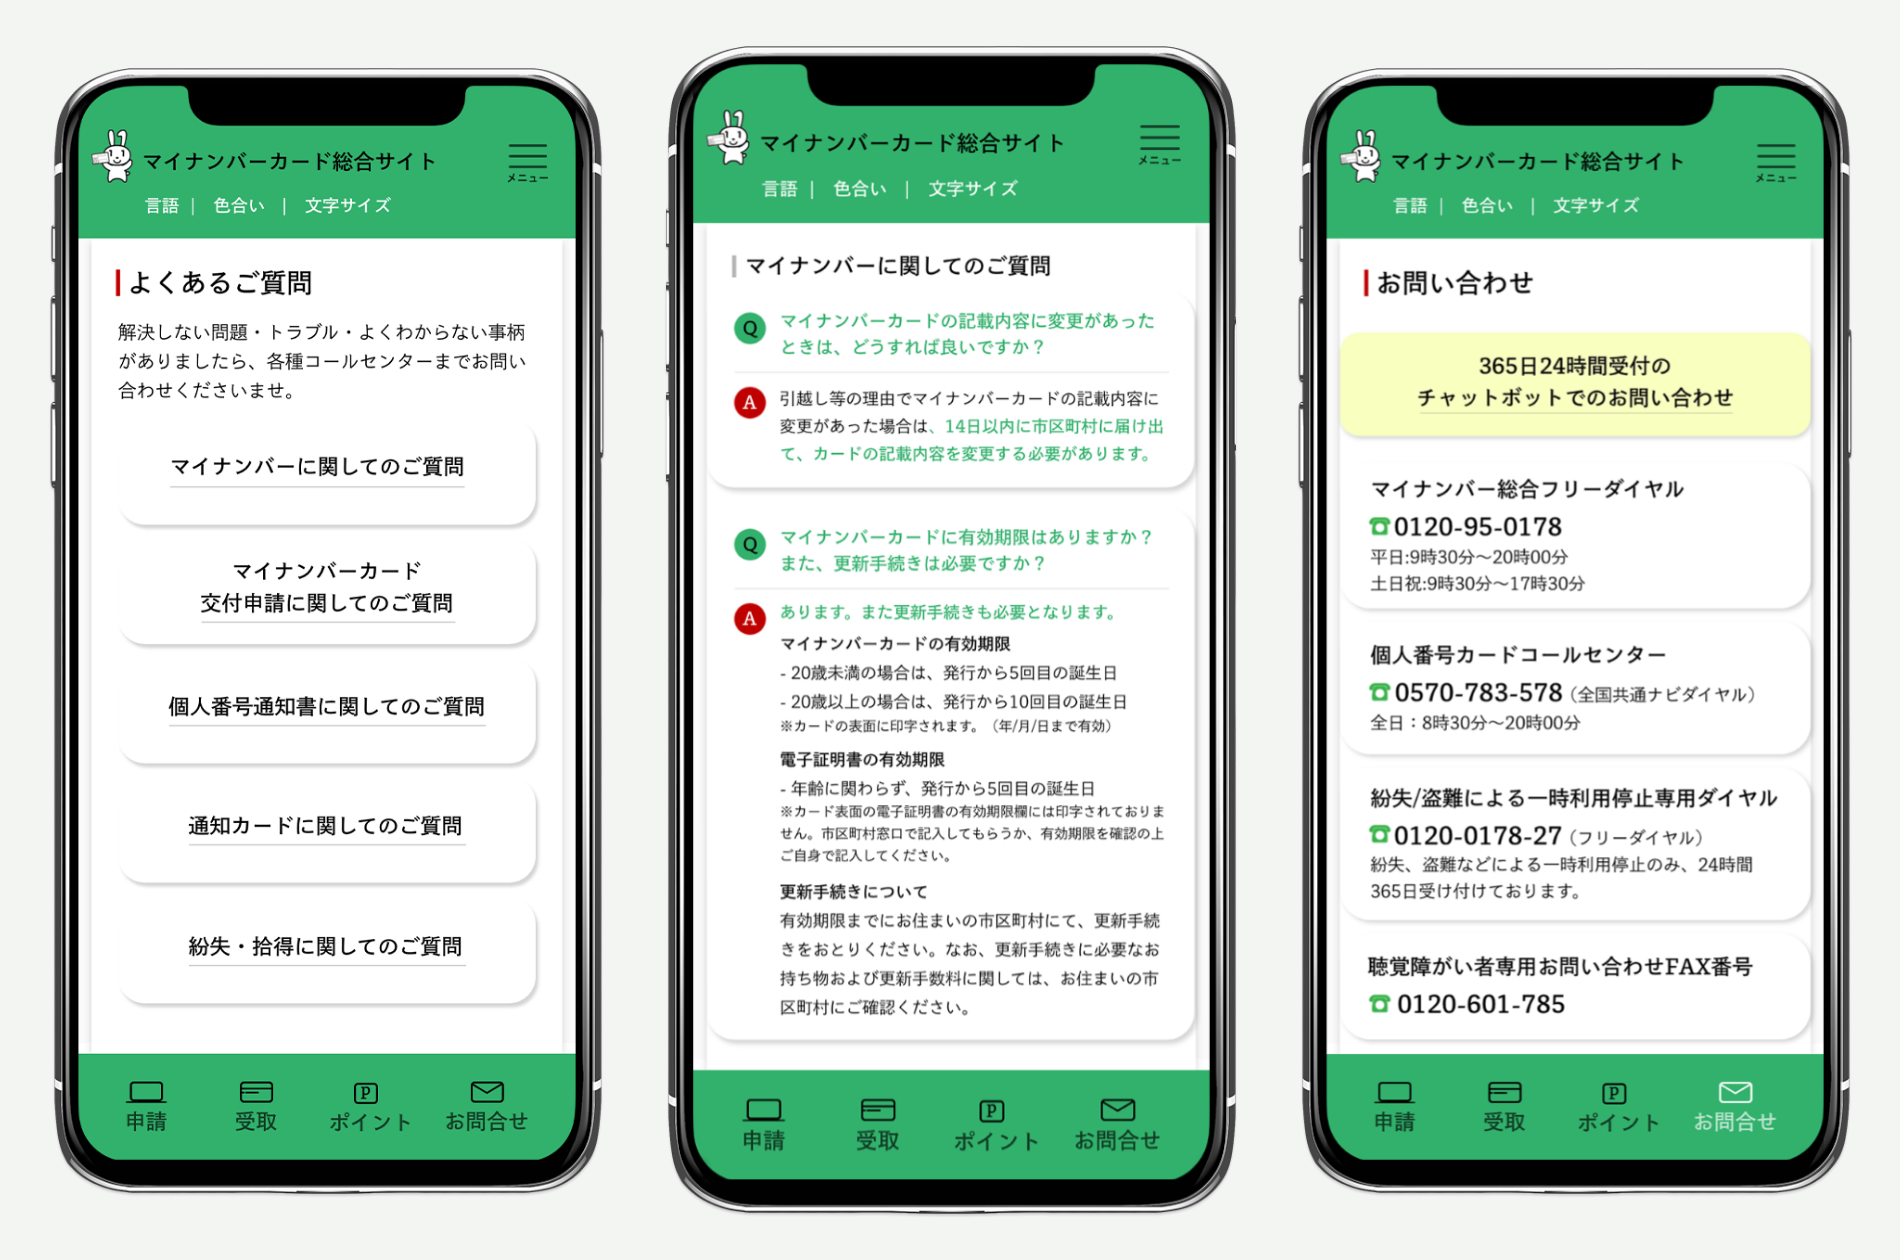 マイナンバーカード総合サイト
メニュー
言語 | 色合い | 文字サイズ
よくあるご質問
解決しない問題・トラブル・よくわからない事柄
がありましたら、各種コールセンターまでお問い
合わせくださいませ。
マイナンバーに関してのご質問
マイナンバーカード
交付申請に関してのご質問
個人番号通知書に関してのご質問
通知カードに関してのご質問
紛失・拾得に関してのご質問
申請
受取
P
ポイント
お問合せ
マイナンバーカード総合サイト
メニュー
言語 | 色合い | 文字サイズ
マイナンバーに関してのご質問
Q
マイナンバーカードの記載内容に変更があった
ときは、どうすれば良いですか？
A
引越し等の理由でマイナンバーカードの記載内容に
変更があった場合は、14日以内に市区町村に届け出
て、カードの記載内容を変更する必要があります。
Q
マイナンバーカードに有効期限はありますか？
また、更新手続きは必要ですか？
A
あります。また更新手続きも必要となります。
マイナンバーカードの有効期限
- 20歳未満の場合は、発行から5回目の誕生日
- 20歳以上の場合は、発行から10回目の誕生日
※カードの表面に印字されます。（年/月/日まで有効）
電子証明書の有効期限
- 年齢に関わらず、発行から5回目の誕生日
※カード表面の電子証明書の有効期限欄には印字されておりま
せん。市区町村窓口で記入してもらうか、有効期限を確認の上
ご自身で記入してください。
更新手続きについて
有効期限までにお住まいの市区町村にて、更新手続
きをおとりください。なお、更新手続きに必要なお
持ち物および更新手数料に関しては、お住まいの市
区町村にご確認ください。
申請
受取
P
ポイント
お問合せ
マイナンバーカード総合サイト
メニュー
言語 | 色合い | 文字サイズ
お問い合わせ
365日24時間受付の
チャットボットでのお問い合わせ
マイナンバー総合フリーダイヤル
0120-95-0178
平日:9時30分〜20時00分
土日祝:9時30分〜17時30分
個人番号カードコールセンター
0570-783-578（全国共通ナビダイヤル）
全日：8時30分〜20時00分
紛失/盗難による一時利用停止専用ダイヤル
0120-0178-27（フリーダイヤル）
紛失、盗難などによる一時利用停止のみ、24時間
365日受け付けております。
聴覚障がい者専用お問い合わせFAX番号
0120-601-785
申請
受取
P
ポイント
お問合せ